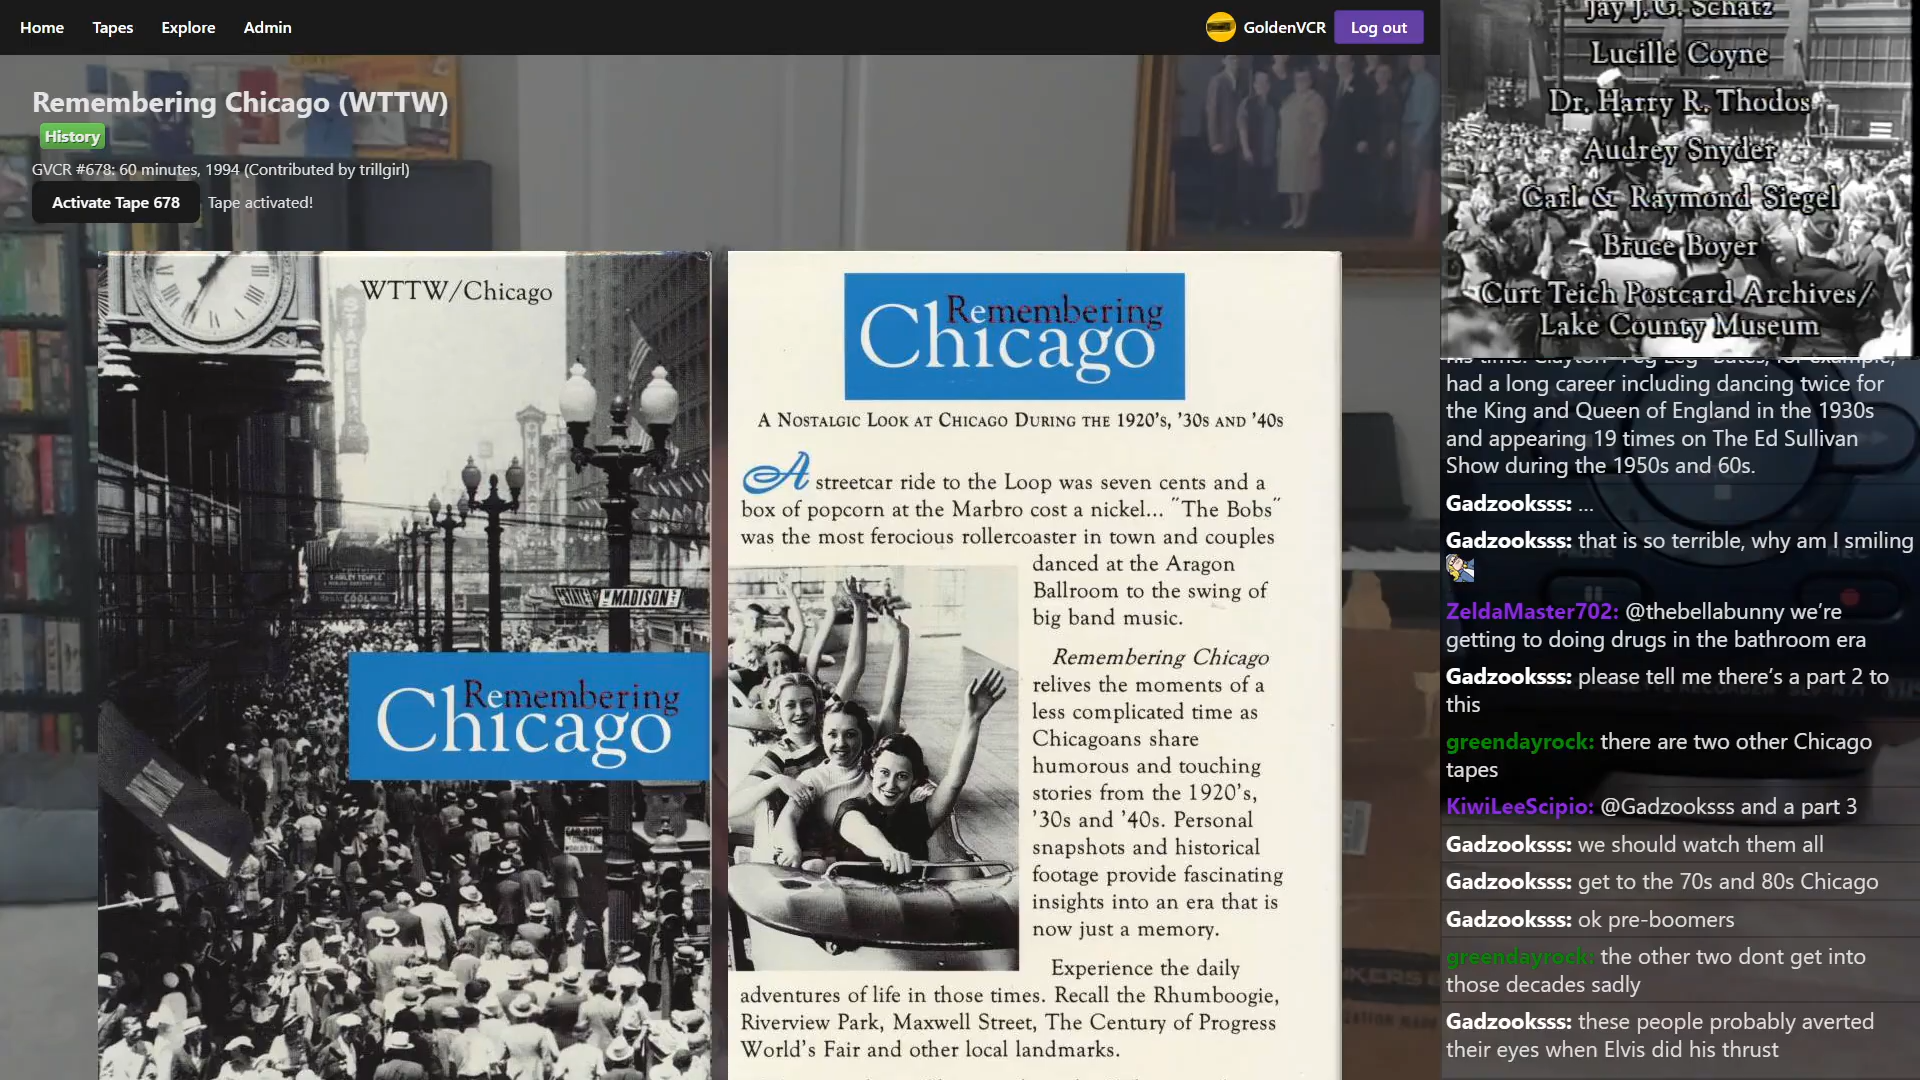 Home Tapes Explore Admin
GoldenVCR Log out
Remembering Chicago (WTTW)
History
GVCR #678: 60 minutes, 1994 (Contributed by trillgirl)
Activate Tape 678 Tape activated!
WTTW/Chicago
STATE
W MADISON ST
Remembering
Chicago
Remembering
Chicago
A Nostalgic Look at Chicago During the 1920's, '30s and '40s
A streetcar ride to the Loop was seven cents and a
box of popcorn at the Marbro cost a nickel... "The Bobs"
was the most ferocious rollercoaster in town and couples
danced at the Aragon
Ballroom to the swing of
big band music.
Remembering Chicago
relives the moments of a
less complicated time as
Chicagoans share
humorous and touching
stories from the 1920's,
'30s and '40s. Personal
snapshots and historical
footage provide fascinating
insights into an era that is
now just a memory.
Experience the daily
adventures of life in those times. Recall the Rhumboogie,
Riverview Park, Maxwell Street, The Century of Progress
World's Fair and other local landmarks.
Jay J. G. Schatz
Lucille Coyne
Dr. Harry R. Thodos
Audrey Snyder
Carl & Raymond Siegel
Bruce Boyer
Curt Teich Postcard Archives/
Lake County Museum
his time. Clayton "Peg Leg" Bates, for example,
had a long career including dancing twice for
the King and Queen of England in the 1930s
and appearing 19 times on The Ed Sullivan
Show during the 1950s and 60s.
Gadzooksss: ...
Gadzooksss: that is so terrible, why am I smiling
ZeldaMaster702: @thebellabunny we're
getting to doing drugs in the bathroom era
Gadzooksss: please tell me there's a part 2 to
this
greendayrock: there are two other Chicago
tapes
KiwiLeeScipio: @Gadzooksss and a part 3
Gadzooksss: we should watch them all
Gadzooksss: get to the 70s and 80s Chicago
Gadzooksss: ok pre-boomers
greendayrock: the other two dont get into
those decades sadly
Gadzooksss: these people probably averted
their eyes when Elvis did his thrust